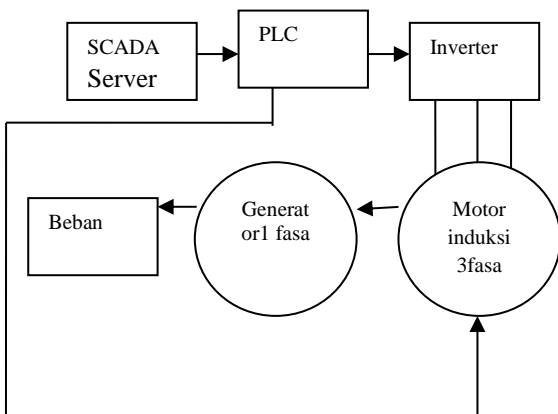 SCADA
Server
PLC
Inverter
Beban
Generat
or1 fasa
Motor
induksi
3fasa